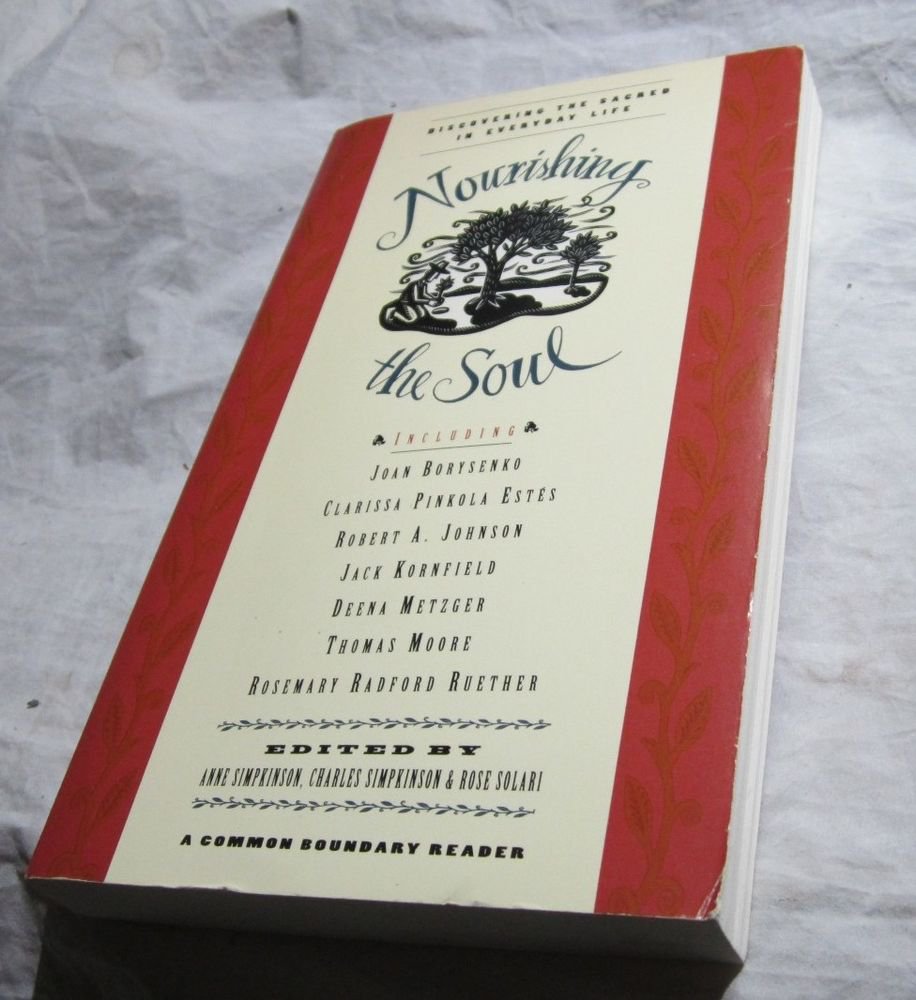 DISCOVERING THE SACRED
IN EVERYDAY LIFE
Nourishing
the Soul
INCLUDING
JOAN BORYSENKO
CLARISSA PINKOLA ESTÉS
ROBERT A. JOHNSON
JACK KORNFIELD
DEENA METZGER
THOMAS MOORE
ROSEMARY RADFORD RUETHER
EDITED BY
ANNE SIMPKINSON, CHARLES SIMPKINSON & ROSE SOLARI
A COMMON BOUNDARY READER